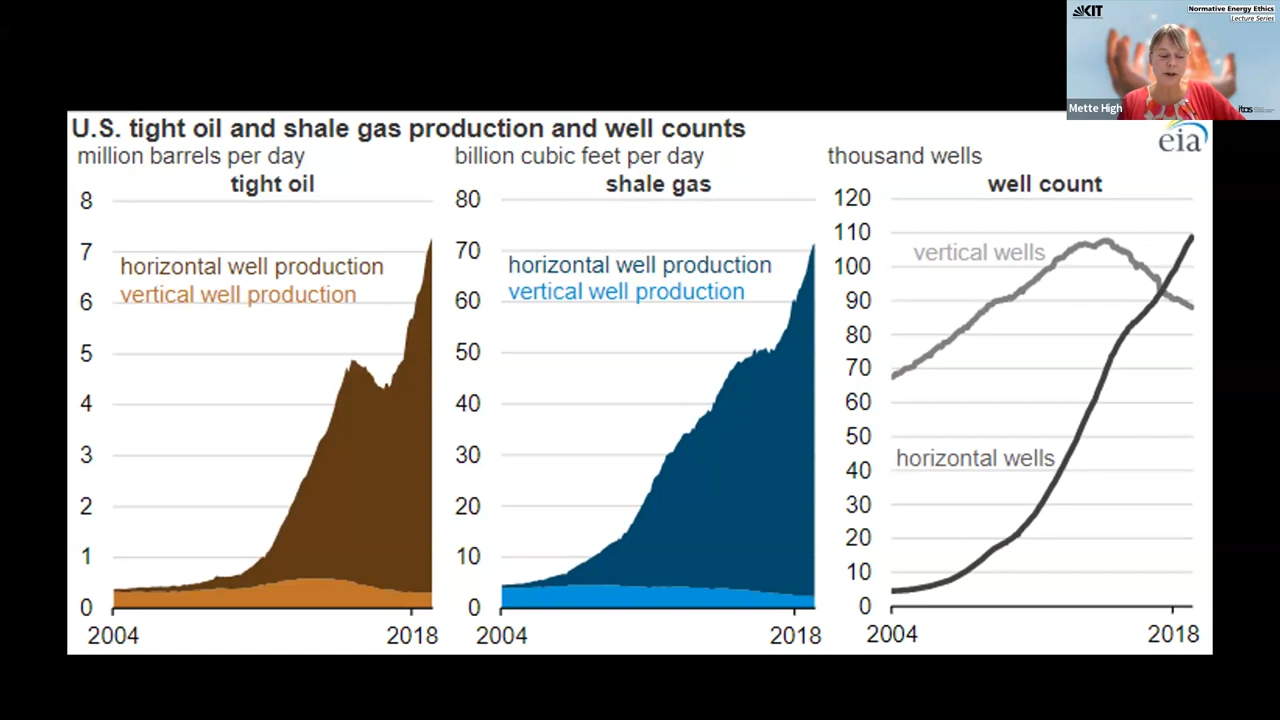 KIT
Normative Energy Ethics
Lecture Series
Mette High
itas
U.S. tight oil and shale gas production and well counts
eia
million barrels per day
tight oil
8
7
6
5
4
3
2
1
0
horizontal well production
vertical well production
2004
2018
billion cubic feet per day
shale gas
80
70
60
50
40
30
20
10
0
horizontal well production
vertical well production
2004
2018
thousand wells
well count
120
110
100
90
80
70
60
50
40
30
20
10
0
vertical wells
horizontal wells
2004
2018